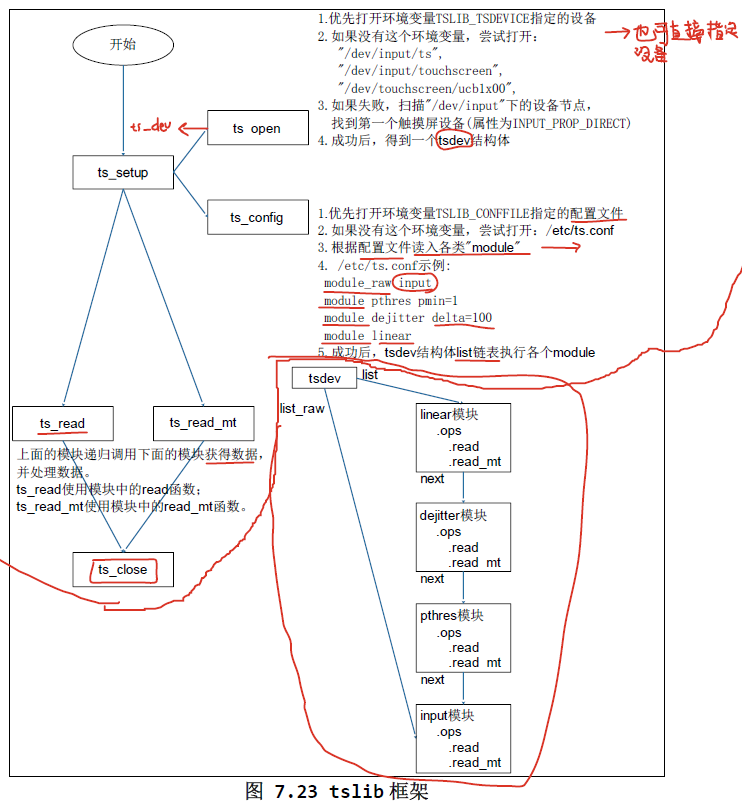 开始
ts_setup
ts_dev
ts_open
ts_config
1.优先打开环境变量TSLIB_TSDEVICE指定的设备
2.如果没有这个环境变量，尝试打开：
"/dev/input/ts",
"/dev/input/touchscreen",
"/dev/touchscreen/ucb1x00",
3.如果失败，扫描"/dev/input"下的设备节点，
找到第一个触摸屏设备(属性为INPUT_PROP_DIRECT)
4.成功后，得到一个tsdev结构体
也可直接指定
设备
1.优先打开环境变量TSLIB_CONFFILE指定的配置文件
2.如果没有这个环境变量，尝试打开：/etc/ts.conf
3.根据配置文件读入各类"module"
4. /etc/ts.conf示例:
module_raw input
module pthres pmin=1
module dejitter delta=100
module linear
5.成功后，tsdev结构体list链表执行各个module
ts_read
ts_read_mt
上面的模块递归调用下面的模块获得数据，
并处理数据。
ts_read使用模块中的read函数；
ts_read_mt使用模块中的read_mt函数。
ts_close
tsdev
list
list_raw
linear模块
.ops
.read
.read_mt
next
dejitter模块
.ops
.read
.read_mt
next
pthres模块
.ops
.read
.read_mt
next
input模块
.ops
.read
.read_mt
图 7.23 tslib 框架